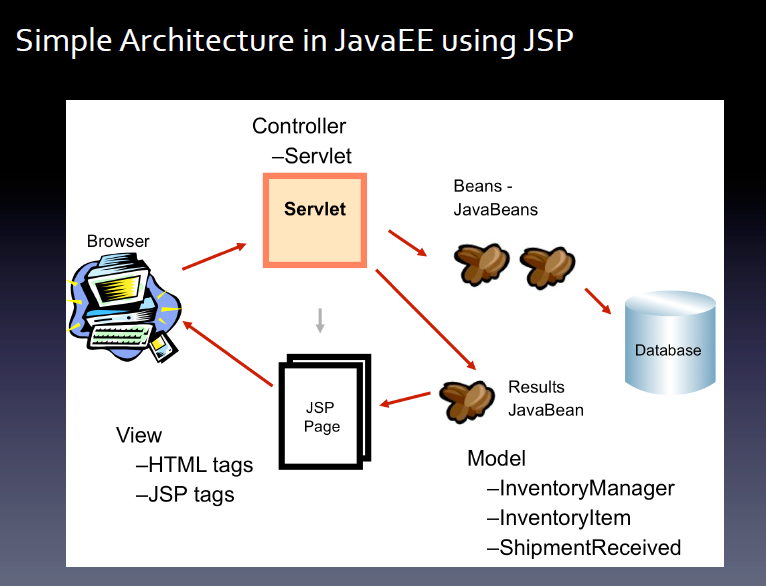 Simple Architecture in JavaEE using JSP
Controller
–Servlet
Servlet
Beans -
JavaBeans
Browser
Database
JSP
Page
Results
JavaBean
View
–HTML tags
–JSP tags
Model
–InventoryManager
–InventoryItem
–ShipmentReceived